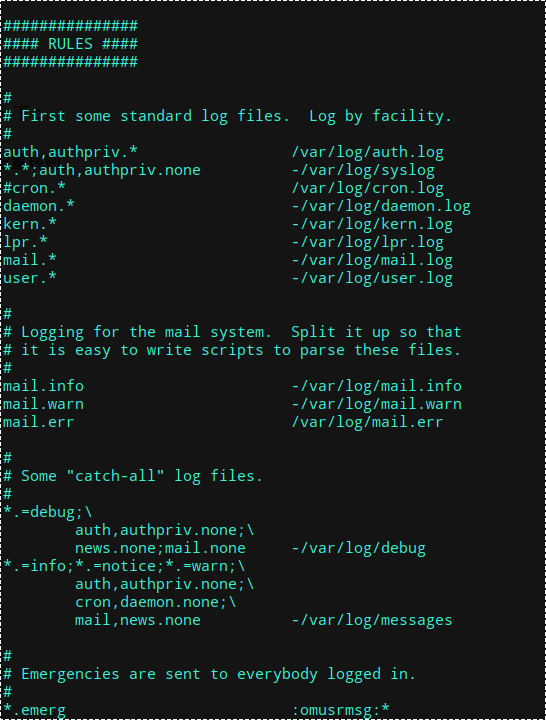 ###############
#### RULES ####
###############
#
# First some standard log files.  Log by facility.
#
auth,authpriv.*                 /var/log/auth.log
*.*;auth,authpriv.none          -/var/log/syslog
#cron.*                         /var/log/cron.log
daemon.*                        -/var/log/daemon.log
kern.*                          -/var/log/kern.log
lpr.*                           -/var/log/lpr.log
mail.*                          -/var/log/mail.log
user.*                          -/var/log/user.log
#
# Logging for the mail system.  Split it up so that
# it is easy to write scripts to parse these files.
#
mail.info                       -/var/log/mail.info
mail.warn                       -/var/log/mail.warn
mail.err                        /var/log/mail.err
#
# Some "catch-all" log files.
#
*.=debug;\
        auth,authpriv.none;\
        news.none;mail.none     -/var/log/debug
*.=info;*.=notice;*.=warn;\
        auth,authpriv.none;\
        cron,daemon.none;\
        mail,news.none          -/var/log/messages
#
# Emergencies are sent to everybody logged in.
#
*.emerg                         :omusrmsg:*